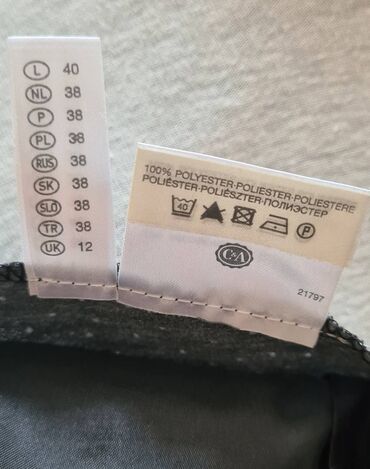 L 40
NL 38
P 38
PL 38
RUS 38
SK 38
SLO 38
TR 38
UK 12
100% POLYESTER·POLIESTER·POLIESTERE
POLIÉSTER·POLIÉSZTER·ПОЛИЭСТЕР
40 P
C&A
21797